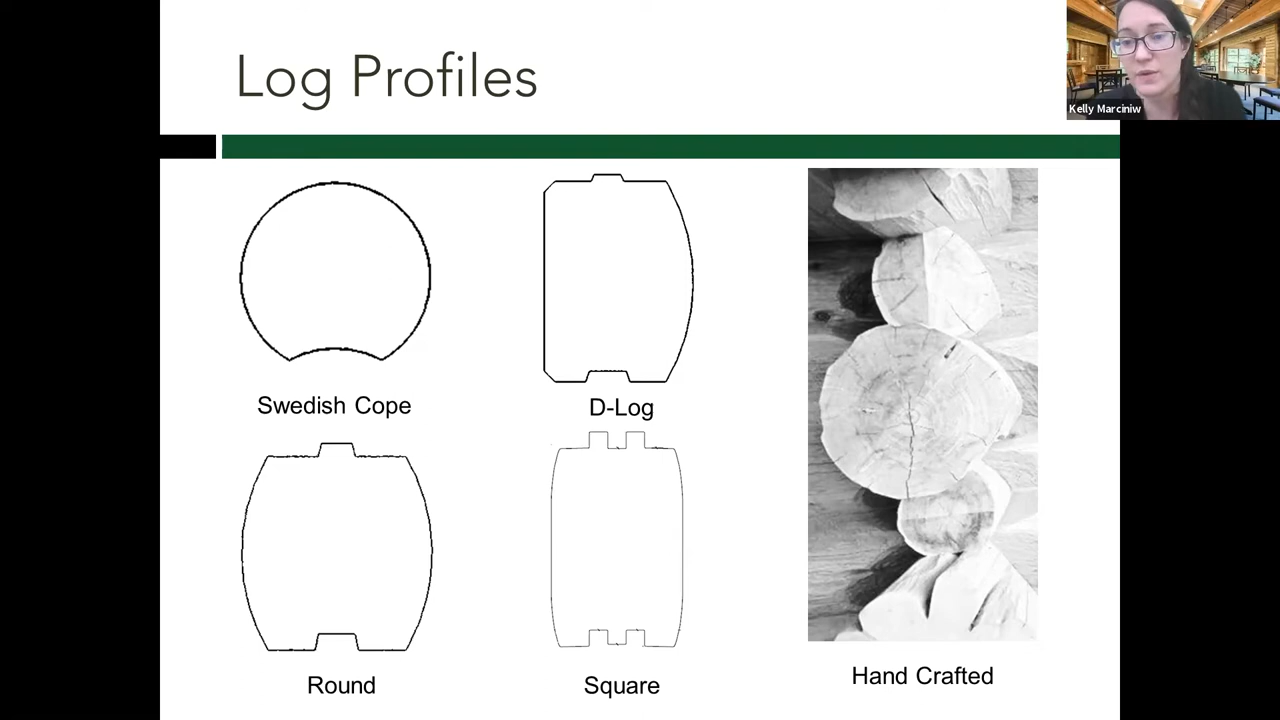 Log Profiles
Kelly Marciniw
Swedish Cope
D-Log
Round
Square
Hand Crafted